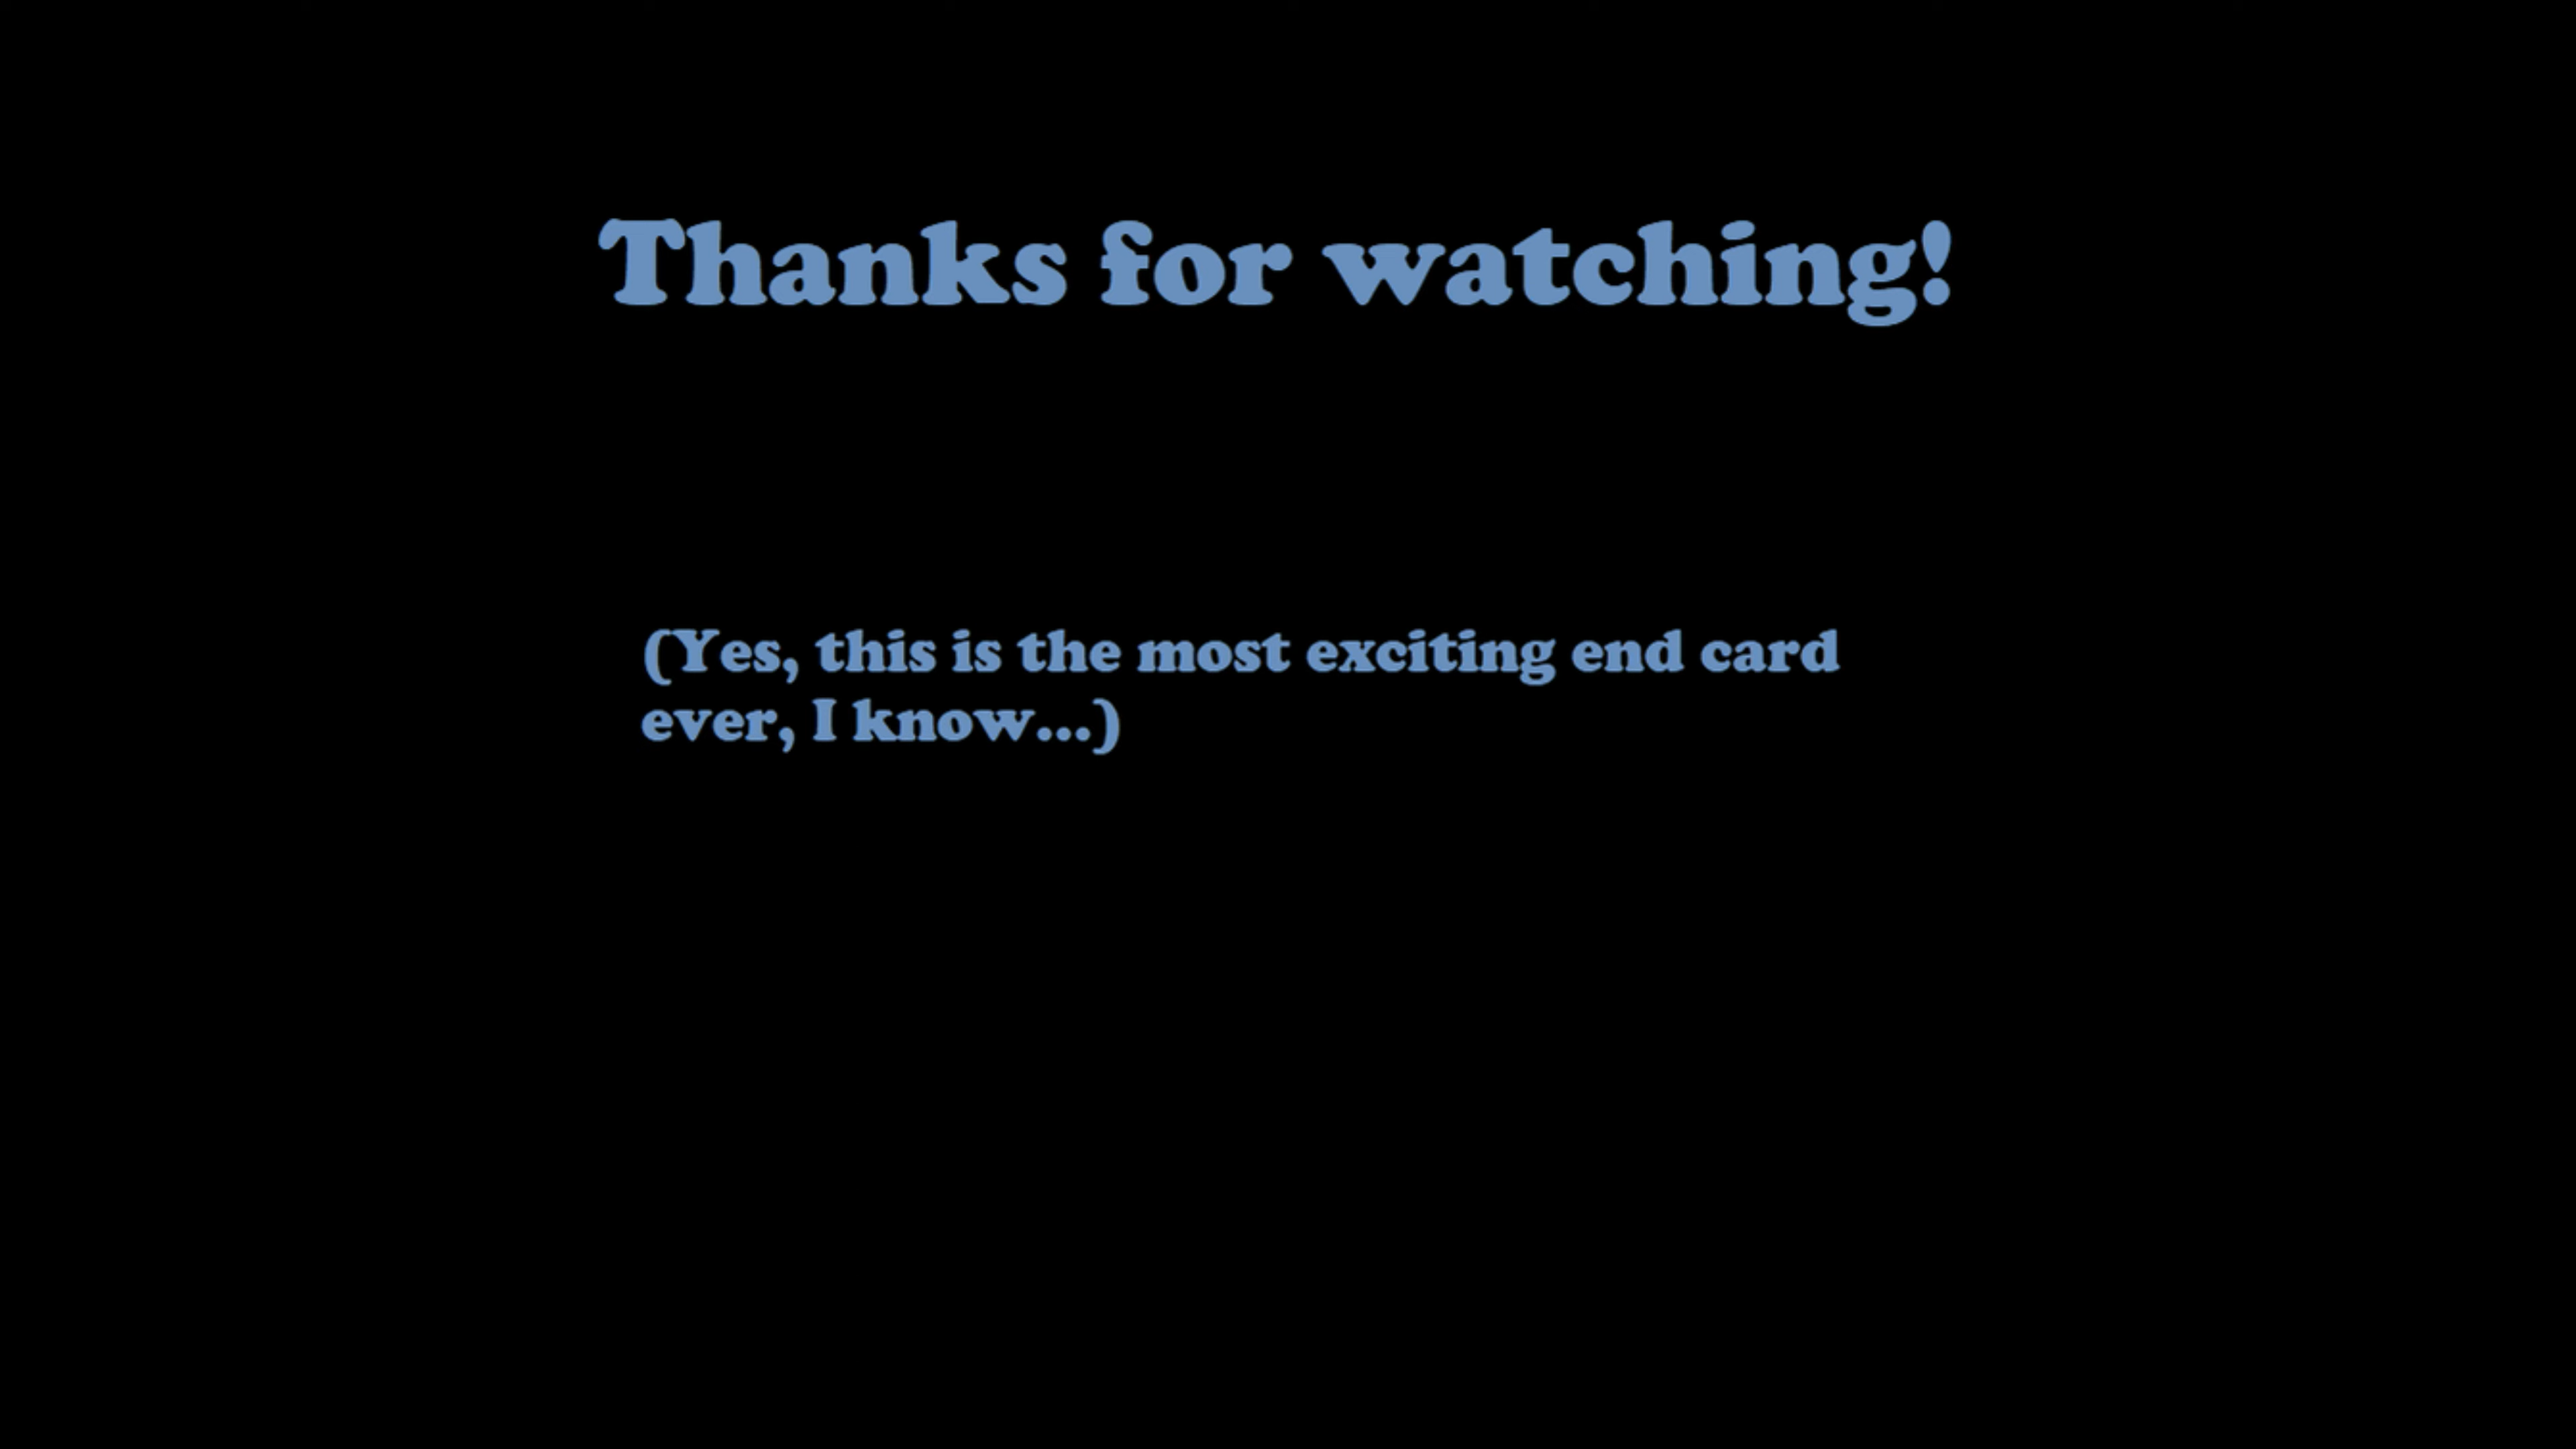 Thanks for watching!
(Yes, this is the most exciting end card
ever, I know...)